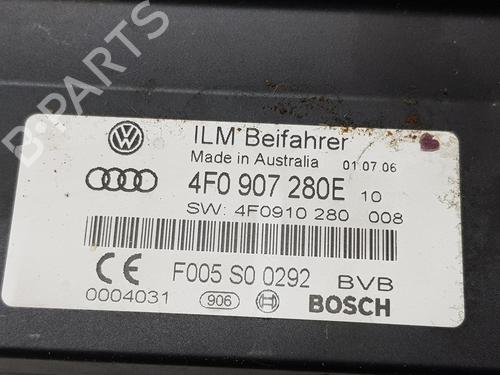 B-PARTS
ILM Beifahrer
Made in Australia 01 07 06
4F0 907 280E 10
SW: 4F0910 280 008
F005 S0 0292 BVB
0004031 906 BOSCH